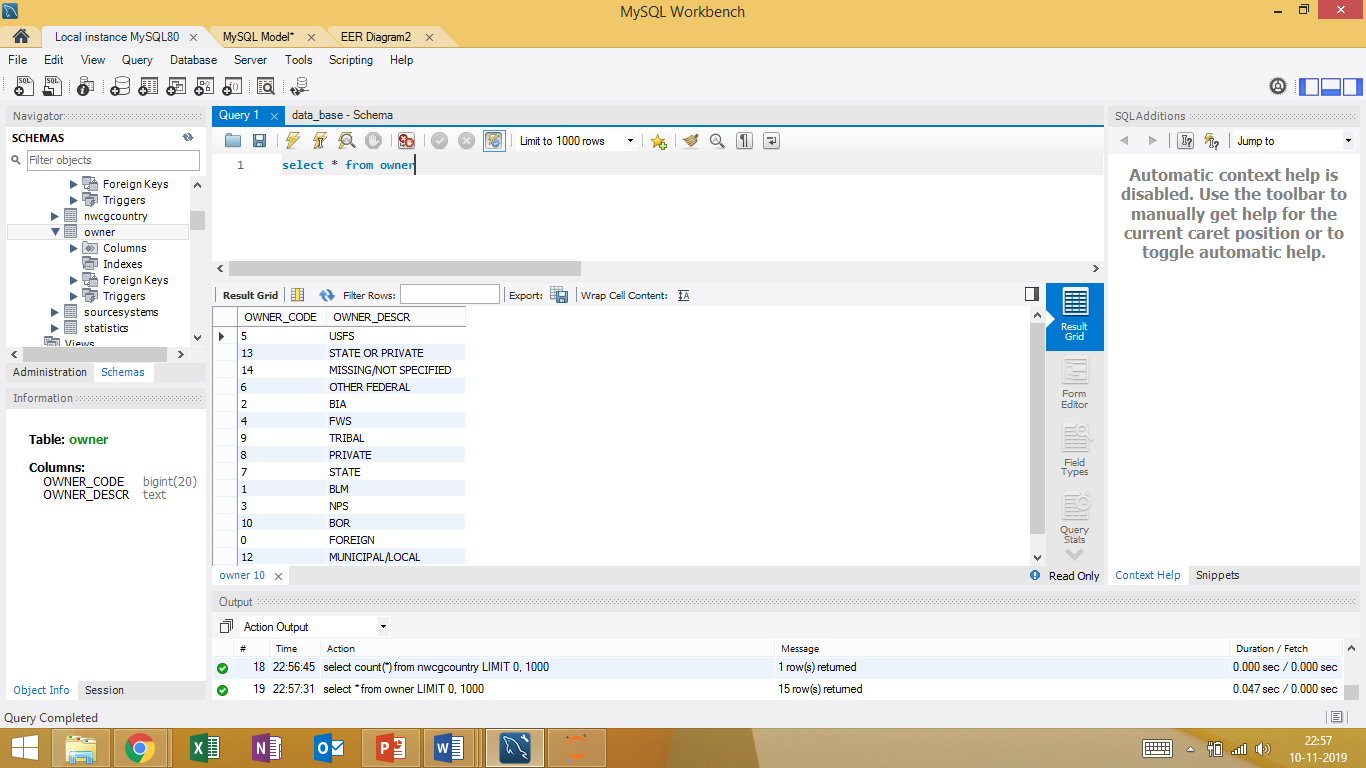 MySQL Workbench
Local instance MySQL80 MySQL Model* EER Diagram2
File Edit View Query Database Server Tools Scripting Help
Navigator
SCHEMAS
Filter objects
Foreign Keys
Triggers
nwcgcountry
owner
Columns
Indexes
Foreign Keys
Triggers
sourcesystems
statistics
Views
Administration Schemas
Information
Table: owner
Columns:
OWNER_CODE bigint(20)
OWNER_DESCR text
Object Info Session
Query 1 data_base - Schema
Limit to 1000 rows
1 select * from owner
Result Grid Filter Rows: Export: Wrap Cell Content:
OWNER_CODE OWNER_DESCR
5 USFS
13 STATE OR PRIVATE
14 MISSING/NOT SPECIFIED
6 OTHER FEDERAL
2 BIA
4 FWS
9 TRIBAL
8 PRIVATE
7 STATE
1 BLM
3 NPS
10 BOR
0 FOREIGN
12 MUNICIPAL/LOCAL
Result
Grid
Form
Editor
Field
Types
Query
Stats
owner 10 Read Only
SQLAdditions
Jump to
Automatic context help is
disabled. Use the toolbar to
manually get help for the
current caret position or to
toggle automatic help.
Context Help Snippets
Output
Action Output
# Time Action Message Duration / Fetch
18 22:56:45 select count(*) from nwcgcountry LIMIT 0, 1000 1 row(s) returned 0.000 sec / 0.000 sec
19 22:57:31 select * from owner LIMIT 0, 1000 15 row(s) returned 0.047 sec / 0.000 sec
Query Completed
22:57
10-11-2019